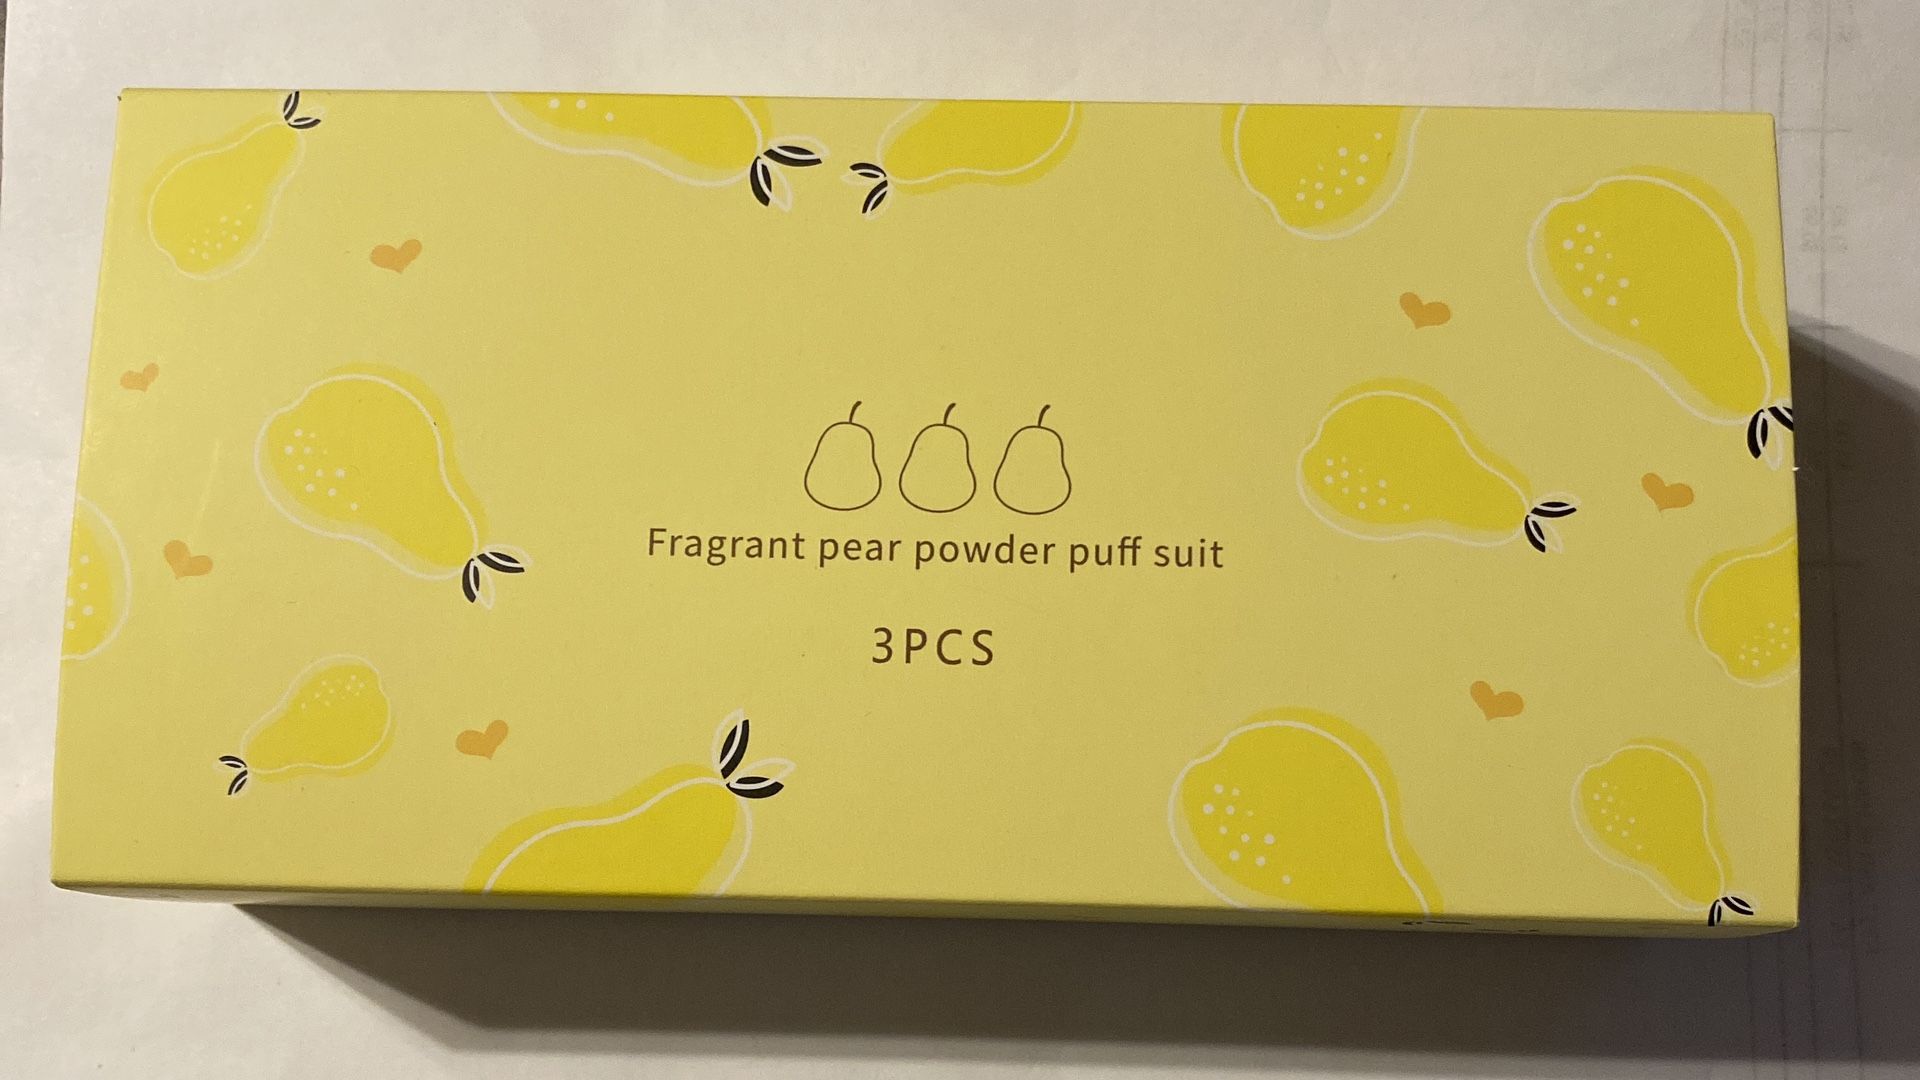 Fragrant pear powder puff suit
3PCS